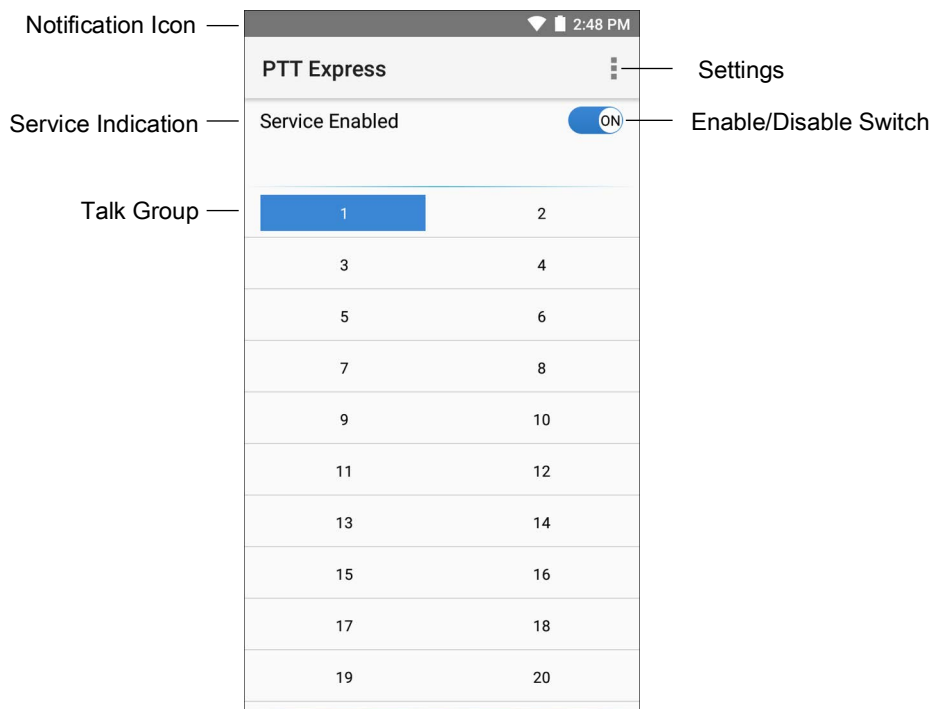 Notification Icon
2:48 PM
PTT Express
Settings
Service Indication
Service Enabled
ON
Enable/Disable Switch
Talk Group
1 2
3 4
5 6
7 8
9 10
11 12
13 14
15 16
17 18
19 20